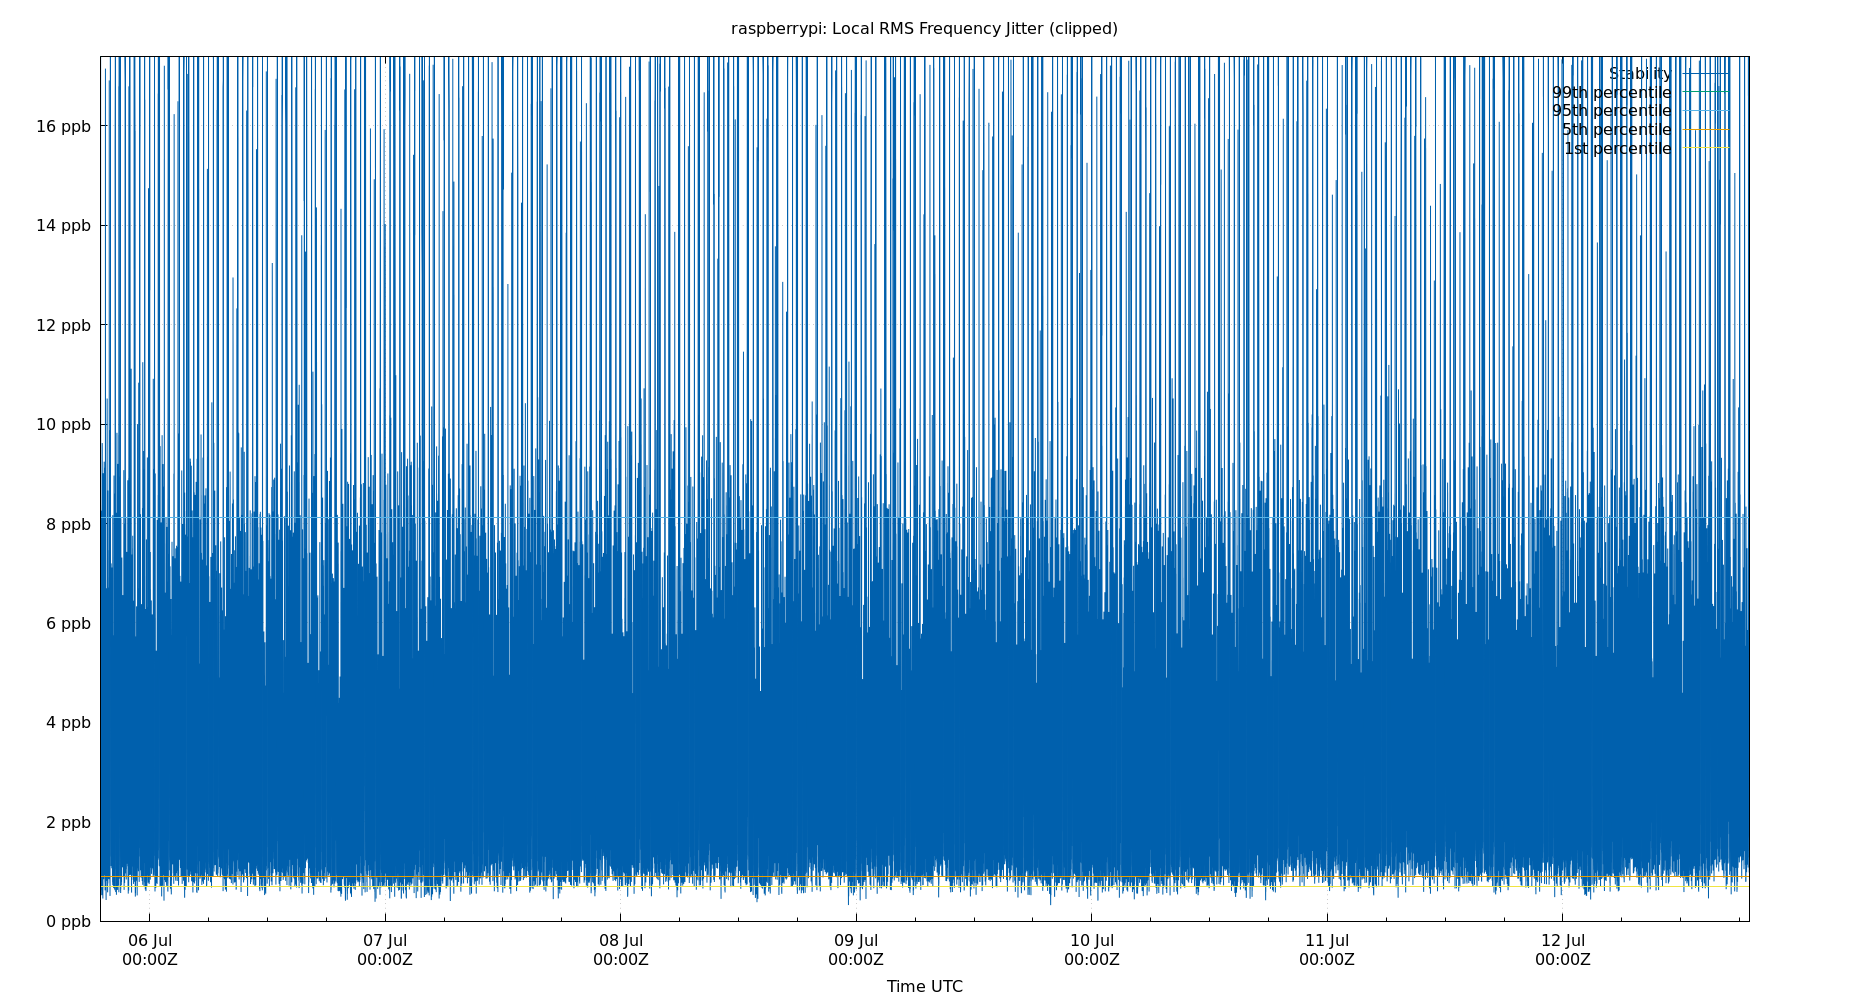 raspberrypi: Local RMS Frequency Jitter (clipped)
Stability
99th percentile
95th percentile
5th percentile
1st percentile
16 ppb
14 ppb
12 ppb
10 ppb
8 ppb
6 ppb
4 ppb
2 ppb
0 ppb
06 Jul 07 Jul 08 Jul 09 Jul 10 Jul 11 Jul 12 Jul
00:00Z 00:00Z 00:00Z 00:00Z 00:00Z 00:00Z 00:00Z
Time UTC